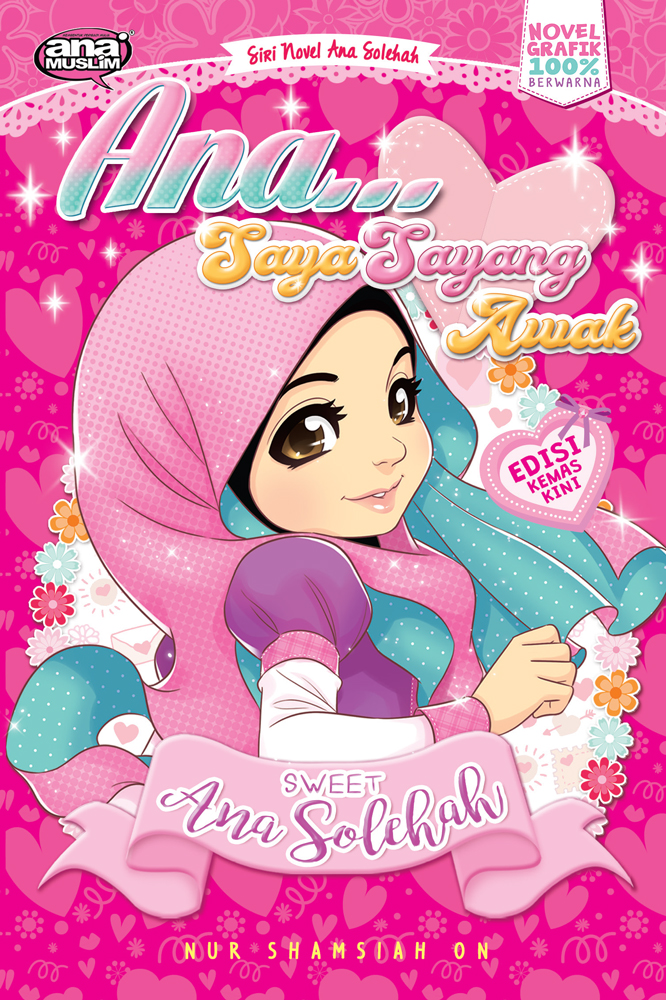 ana
MUSLIM
Siri Novel Ana Solehah
NOVEL
GRAFIK
100%
BERWARNA
Ana...
Saya Sayang
Awak
EDISI
KEMAS
KINI
SWEET
Ana Solehah
NUR SHAMSIAH ON